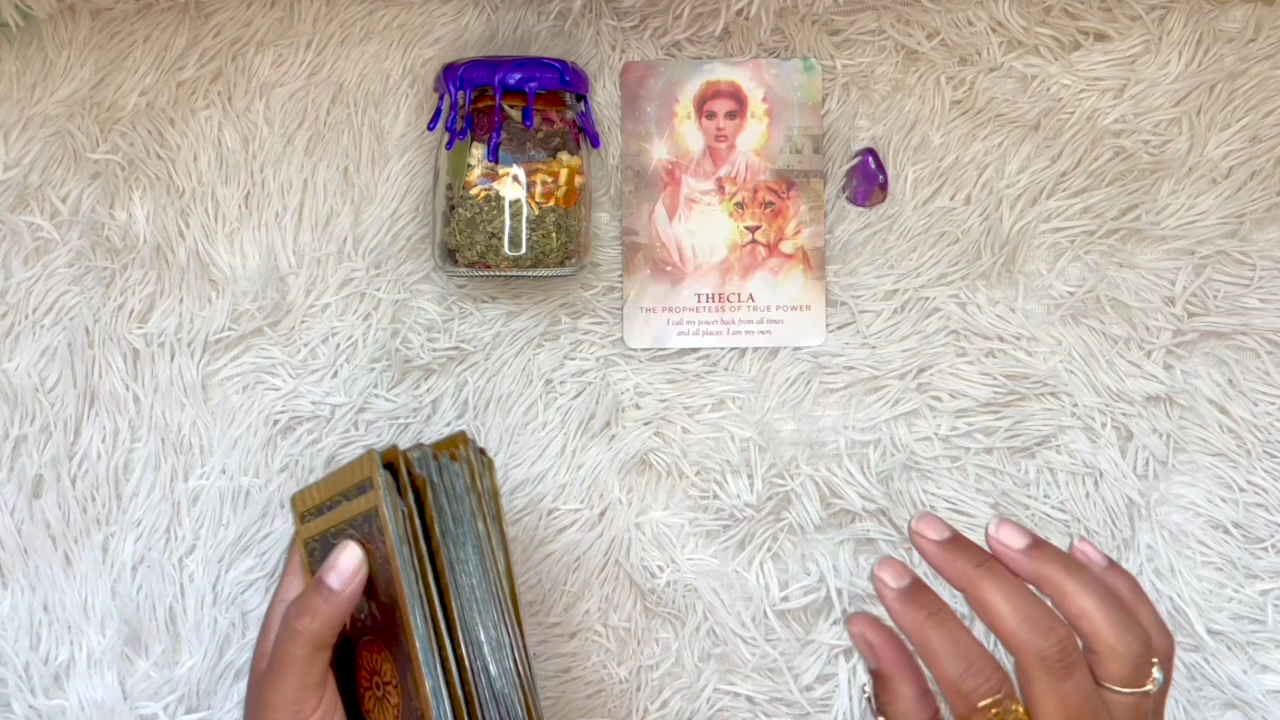 THECLA
THE PROPHETESS OF TRUE POWER
I call my power back from all times
and all places. I am my own.